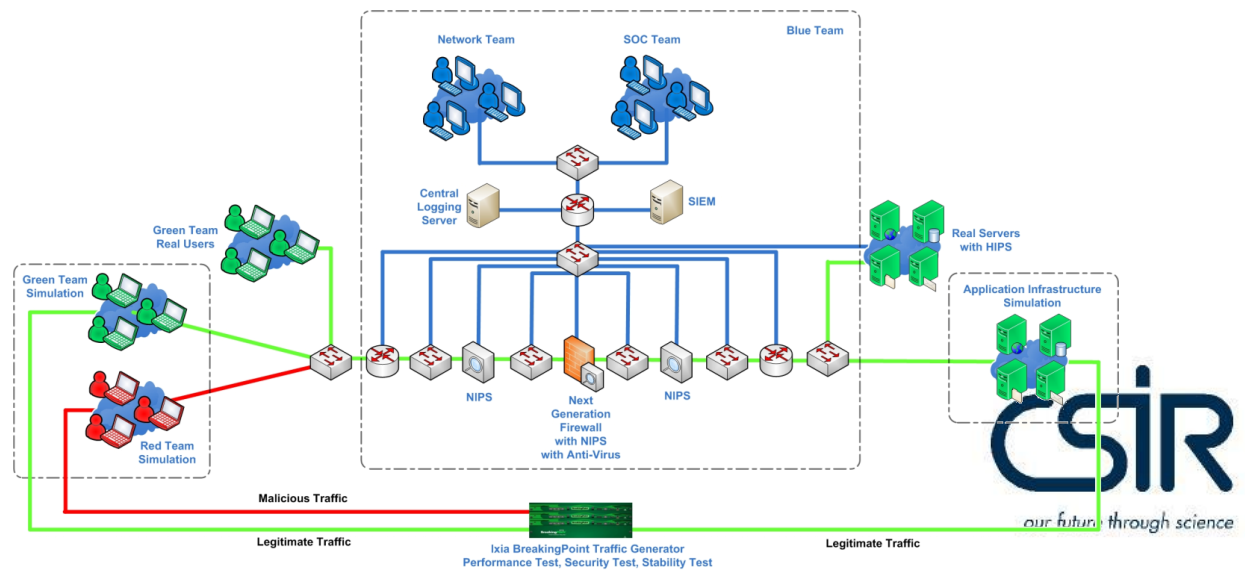 Blue Team
Network Team
SOC Team
Central
Logging
Server
SIEM
Green Team
Real Users
Real Servers
with HIPS
Green Team
Simulation
Application Infrastructure
Simulation
NIPS
Next
Generation
Firewall
with NIPS
with Anti-Virus
NIPS
Red Team
Simulation
CSIR
our future through science
Malicious Traffic
Legitimate Traffic
Legitimate Traffic
Ixia BreakingPoint Traffic Generator
Performance Test, Security Test, Stability Test